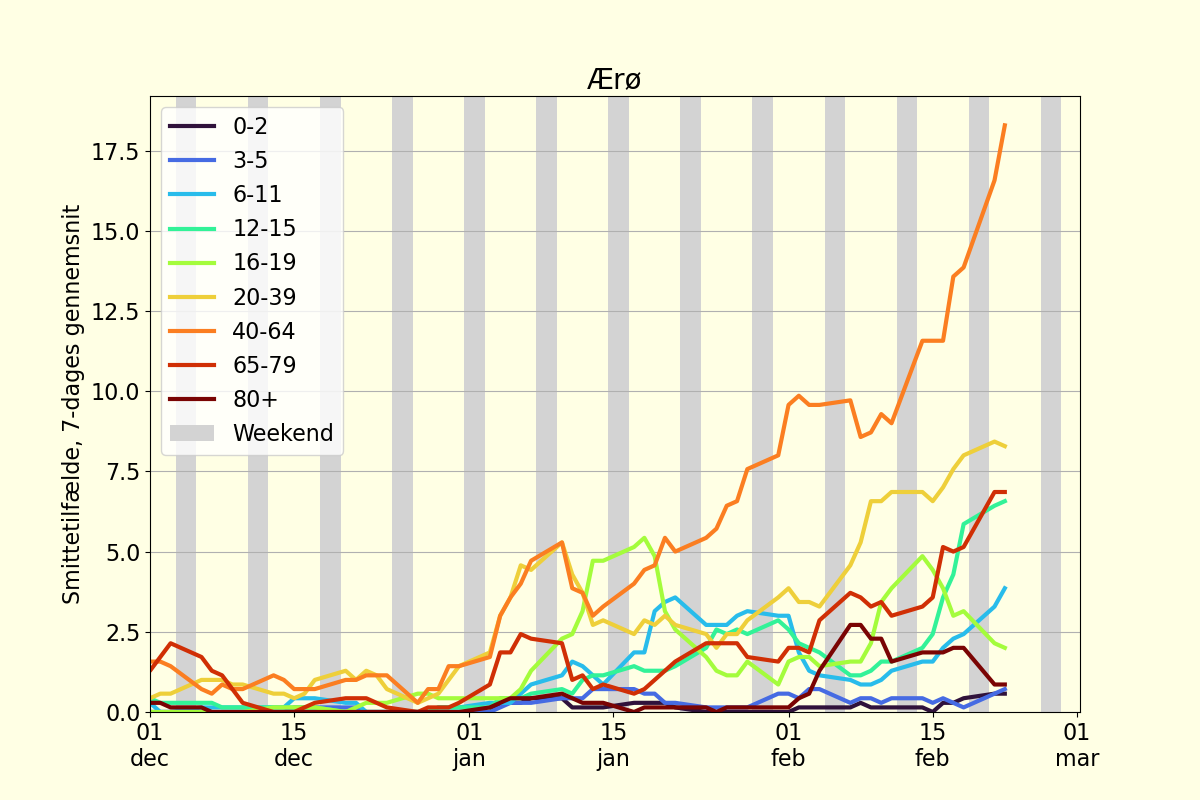 Ærø
Smittetilfælde, 7-dages gennemsnit
17.5
15.0
12.5
10.0
7.5
5.0
2.5
0.0
0-2
3-5
6-11
12-15
16-19
20-39
40-64
65-79
80+
Weekend
01 dec
15 dec
01 jan
15 jan
01 feb
15 feb
01 mar